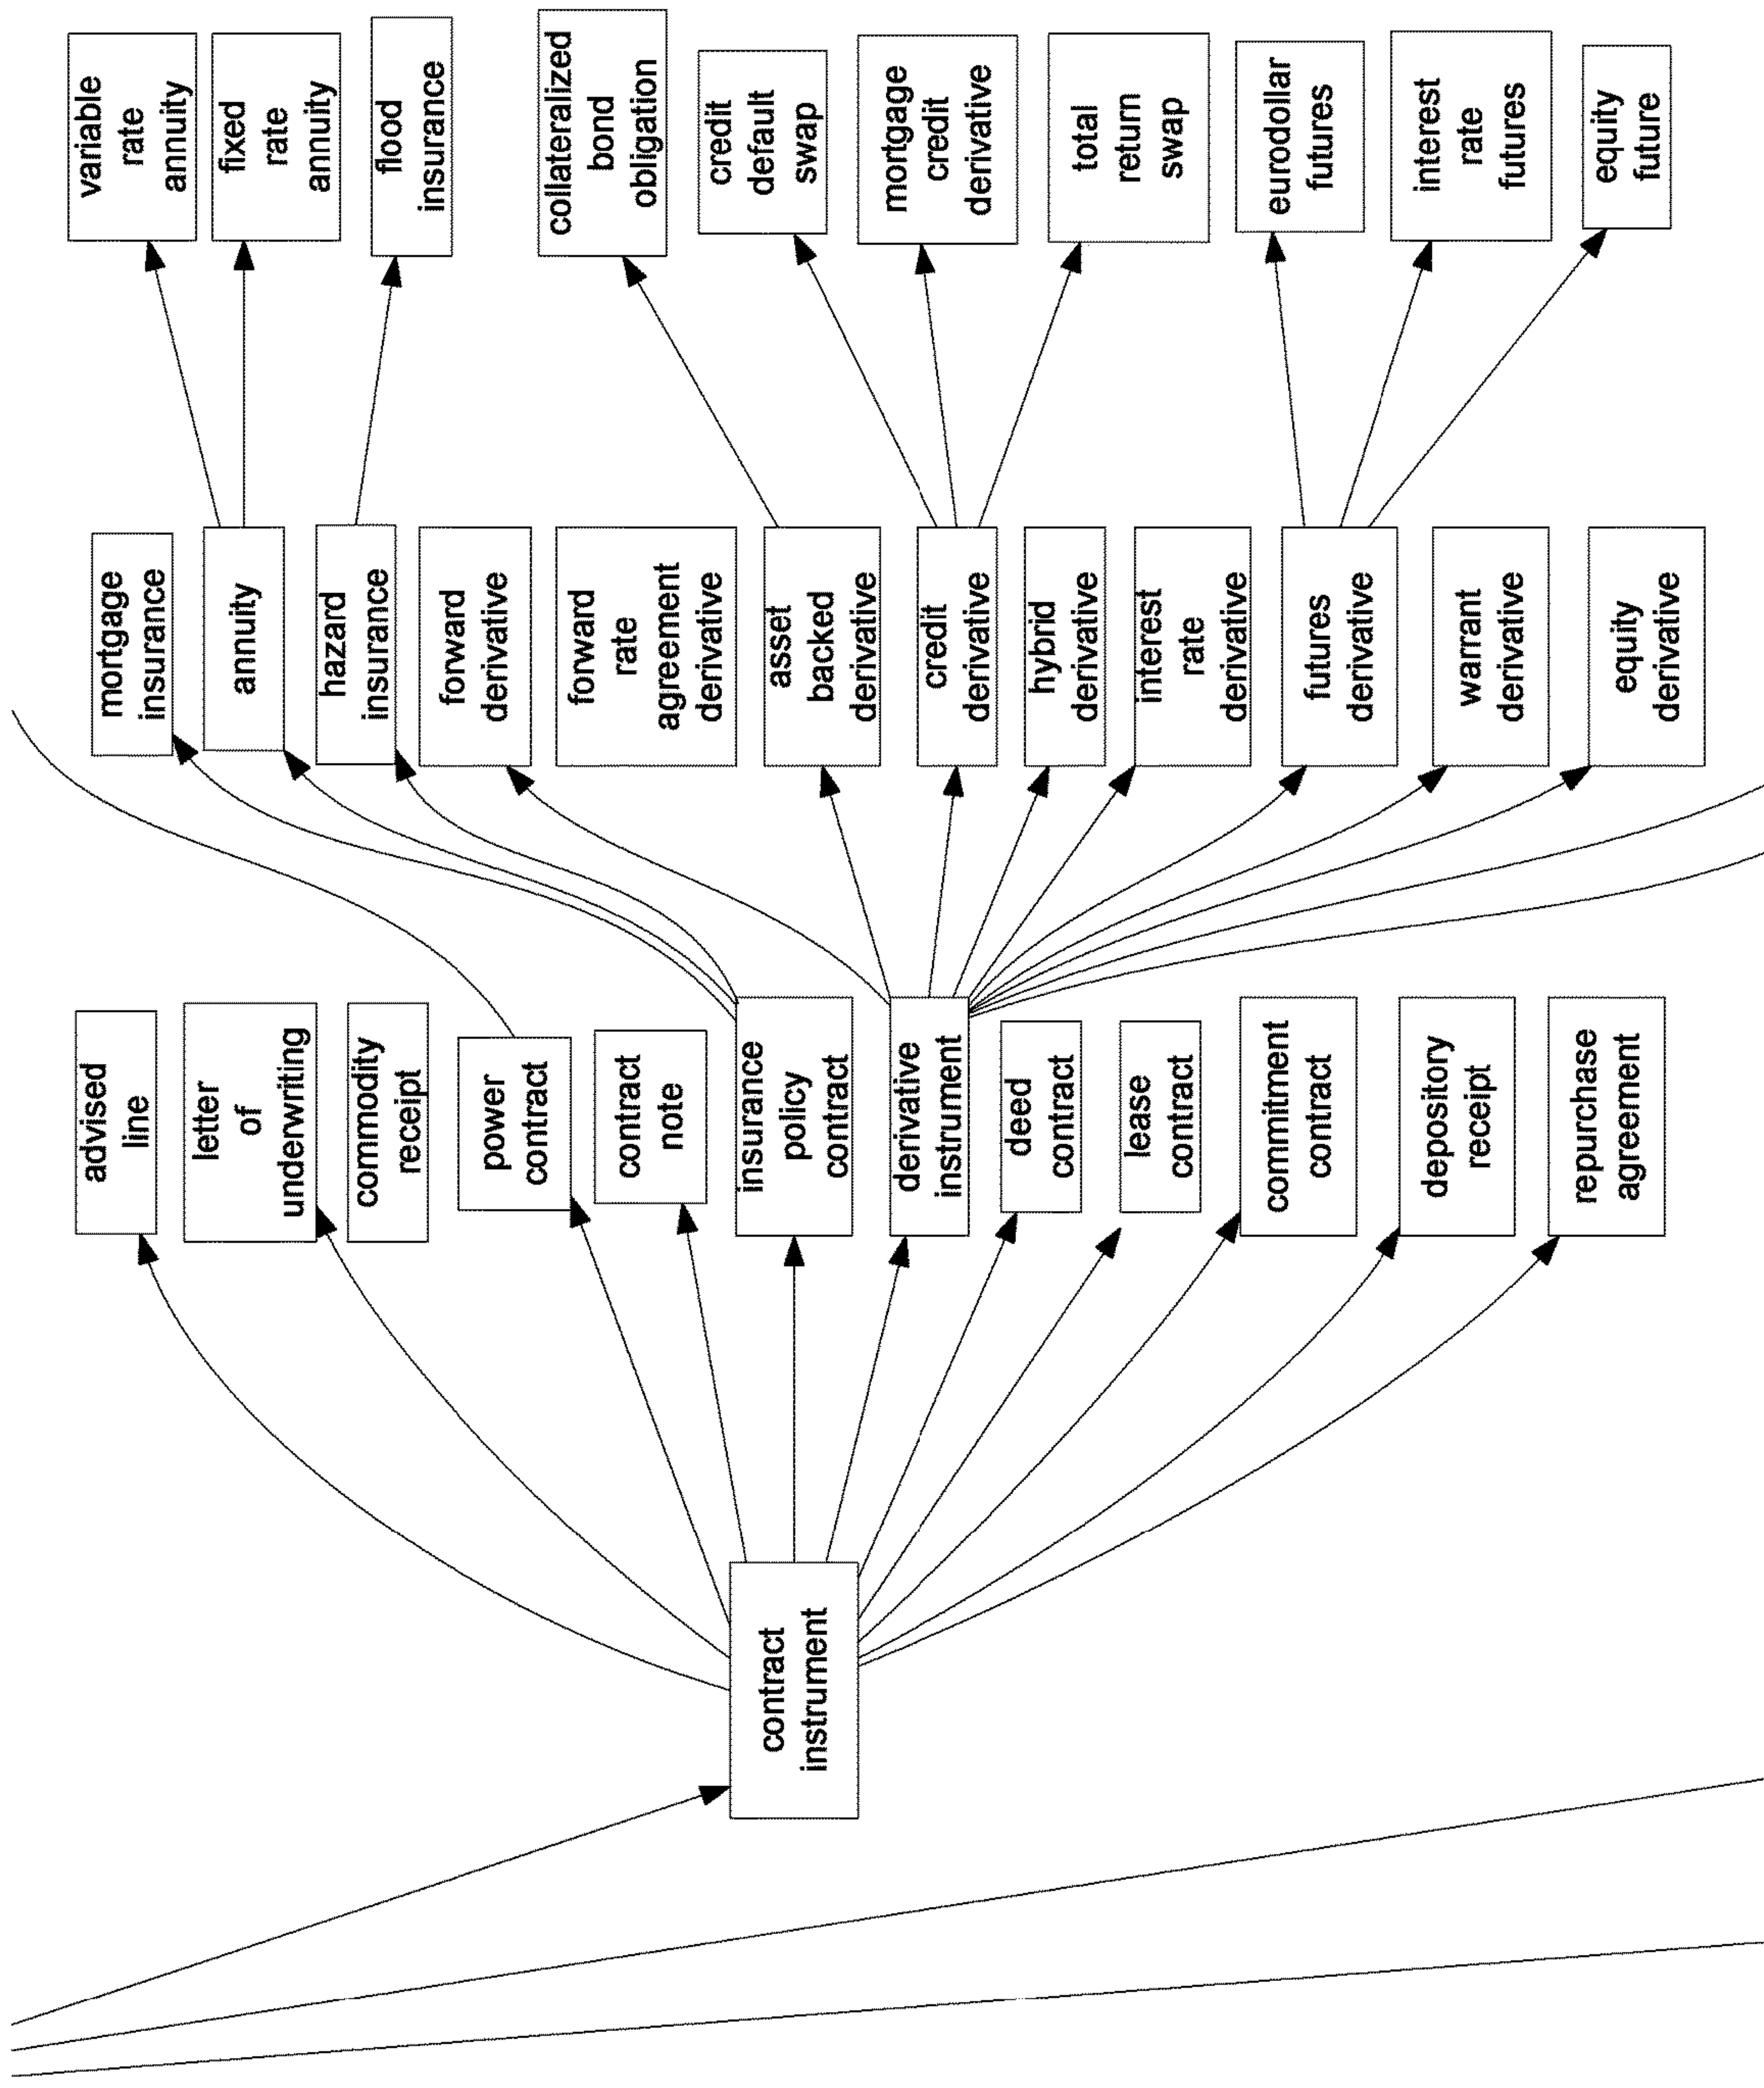 variable
rate
annuity
fixed
rate
annuity
flood
insurance
collateralized
bond
obligation
credit
default
swap
mortgage
credit
derivative
total
return
swap
eurodollar
futures
interest
rate
futures
equity
future
mortgage
insurance
annuity
hazard
insurance
forward
derivative
forward
rate
agreement
derivative
asset
backed
derivative
credit
derivative
hybrid
derivative
interest
rate
derivative
futures
derivative
warrant
derivative
equity
derivative
advised
line
letter
of
underwriting
commodity
receipt
power
contract
contract
note
insurance
policy
contract
derivative
instrument
deed
contract
lease
contract
commitment
contract
depository
receipt
repurchase
agreement
contract
instrument